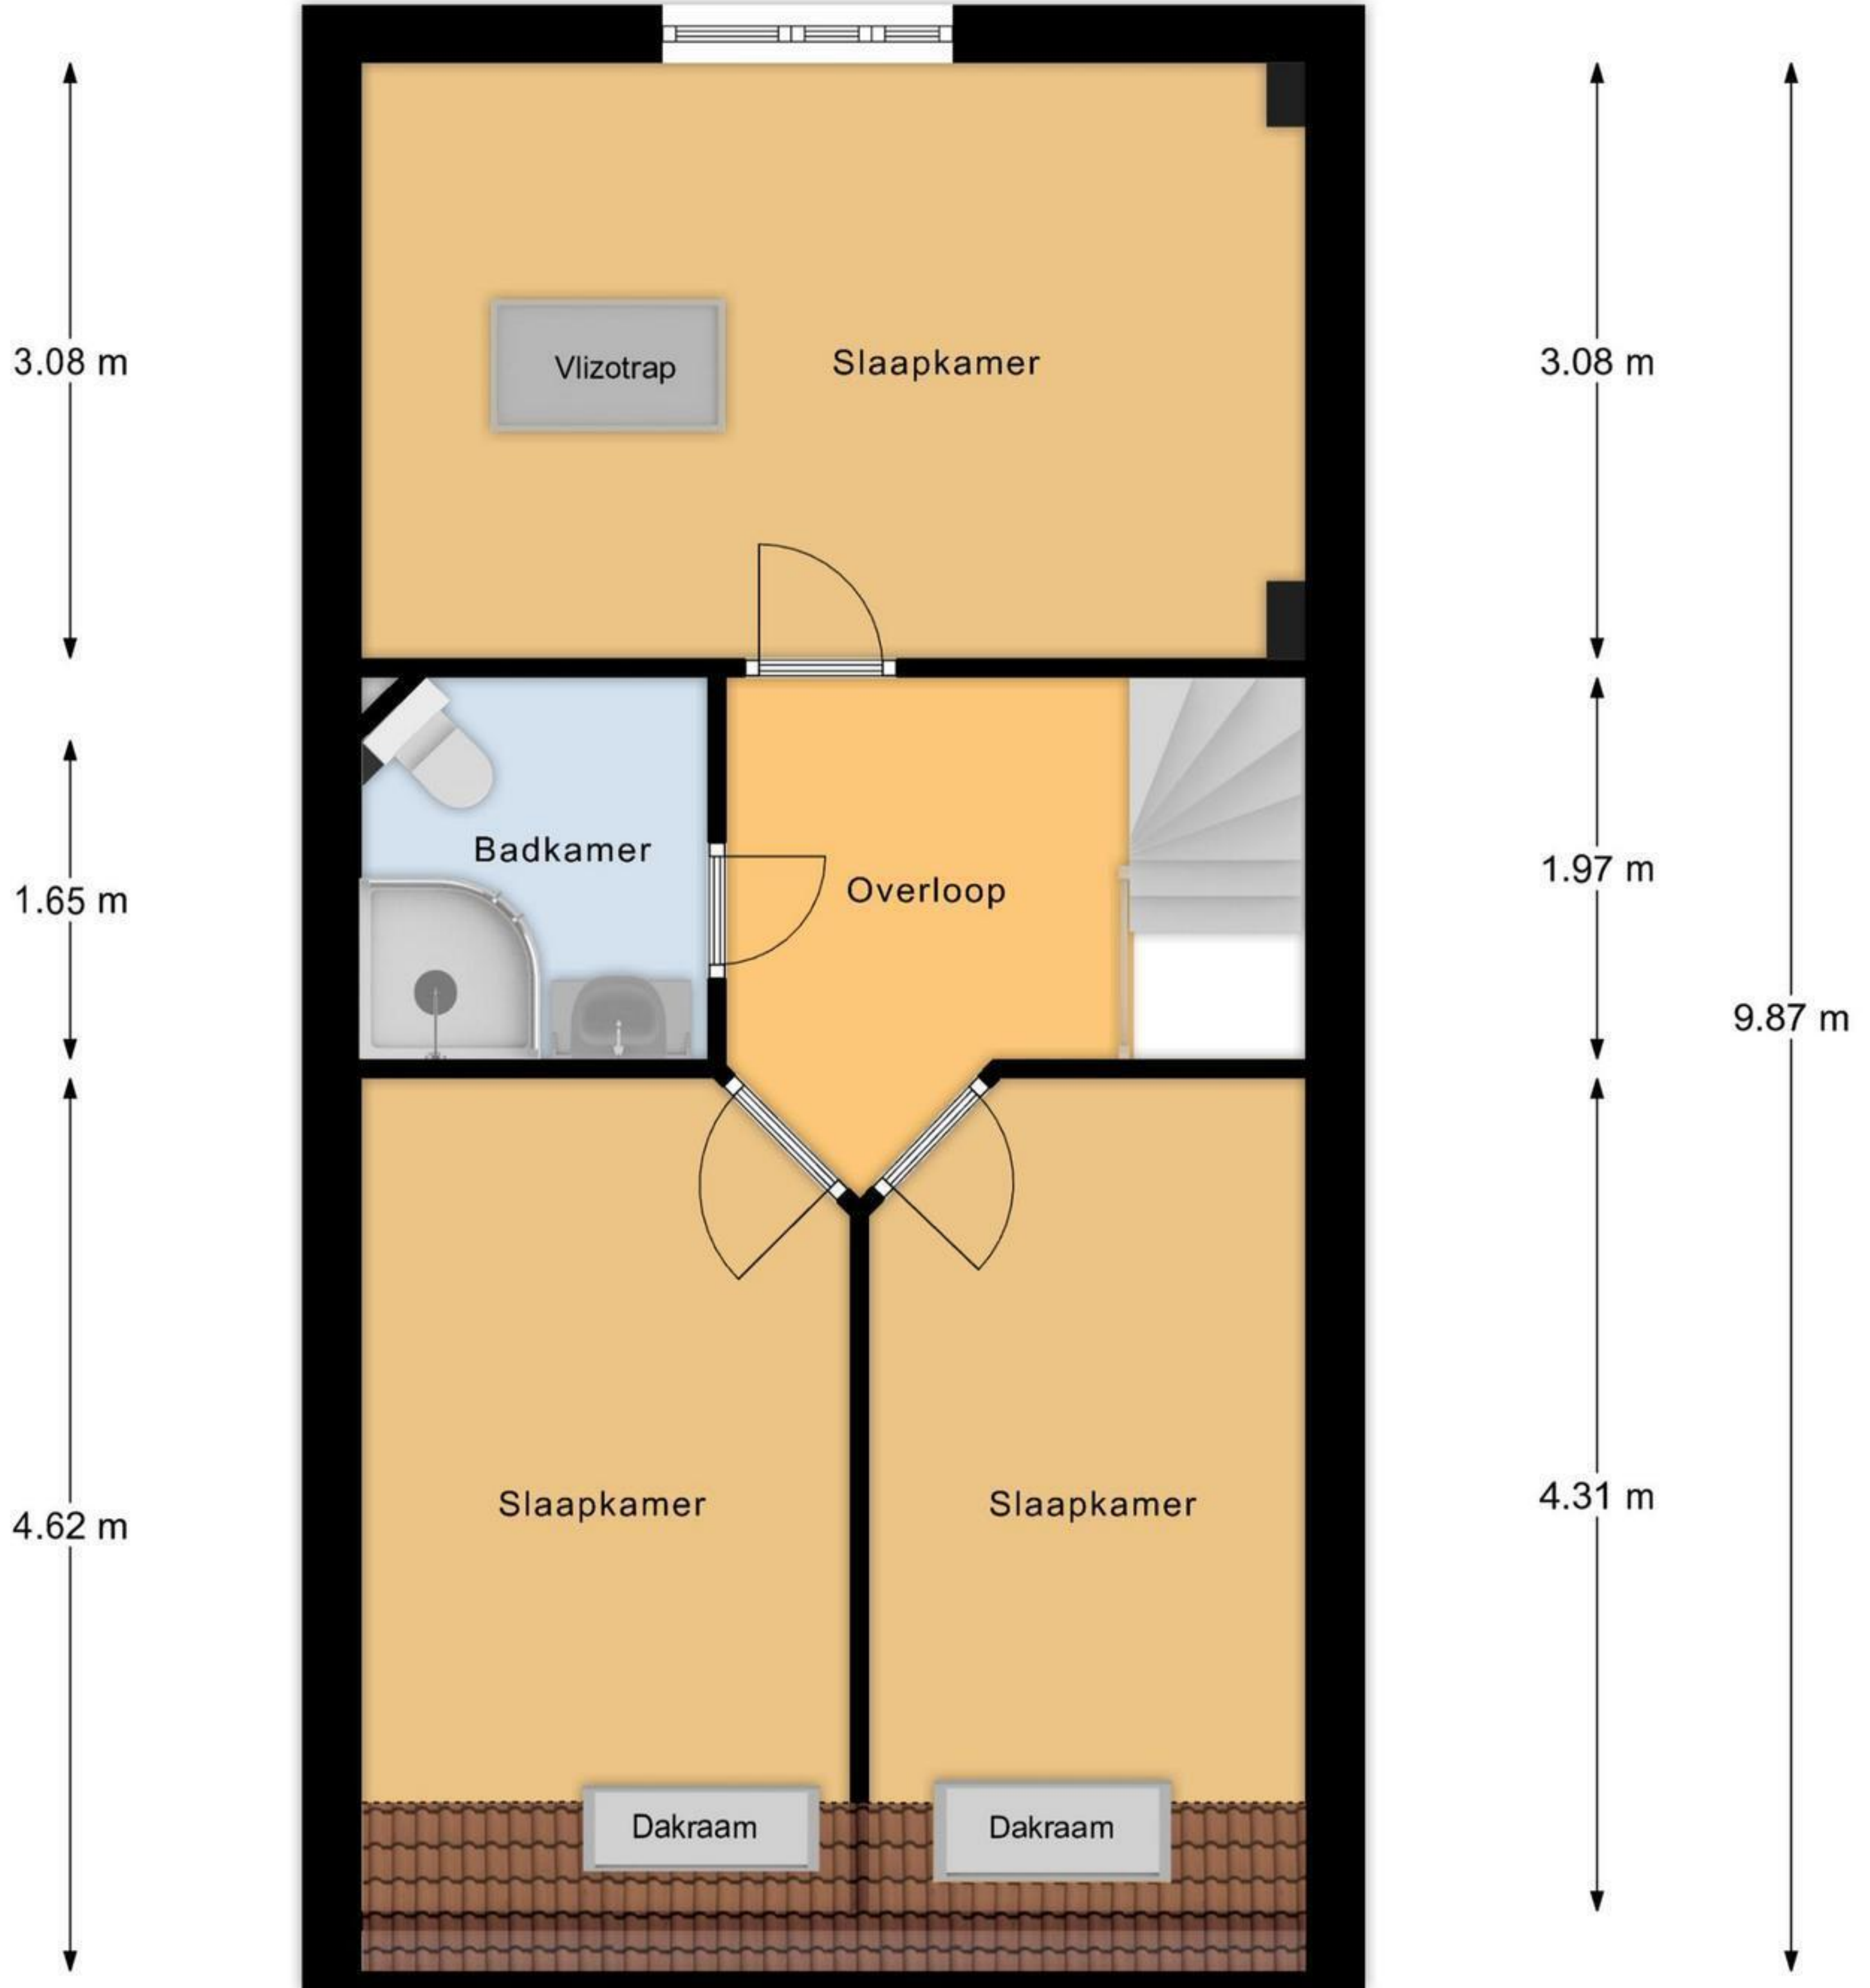 3.08 m
Vlizotrap
Slaapkamer
3.08 m
Badkamer
Overloop
1.65 m
1.97 m
9.87 m
Slaapkamer
Slaapkamer
4.62 m
4.31 m
Dakraam
Dakraam